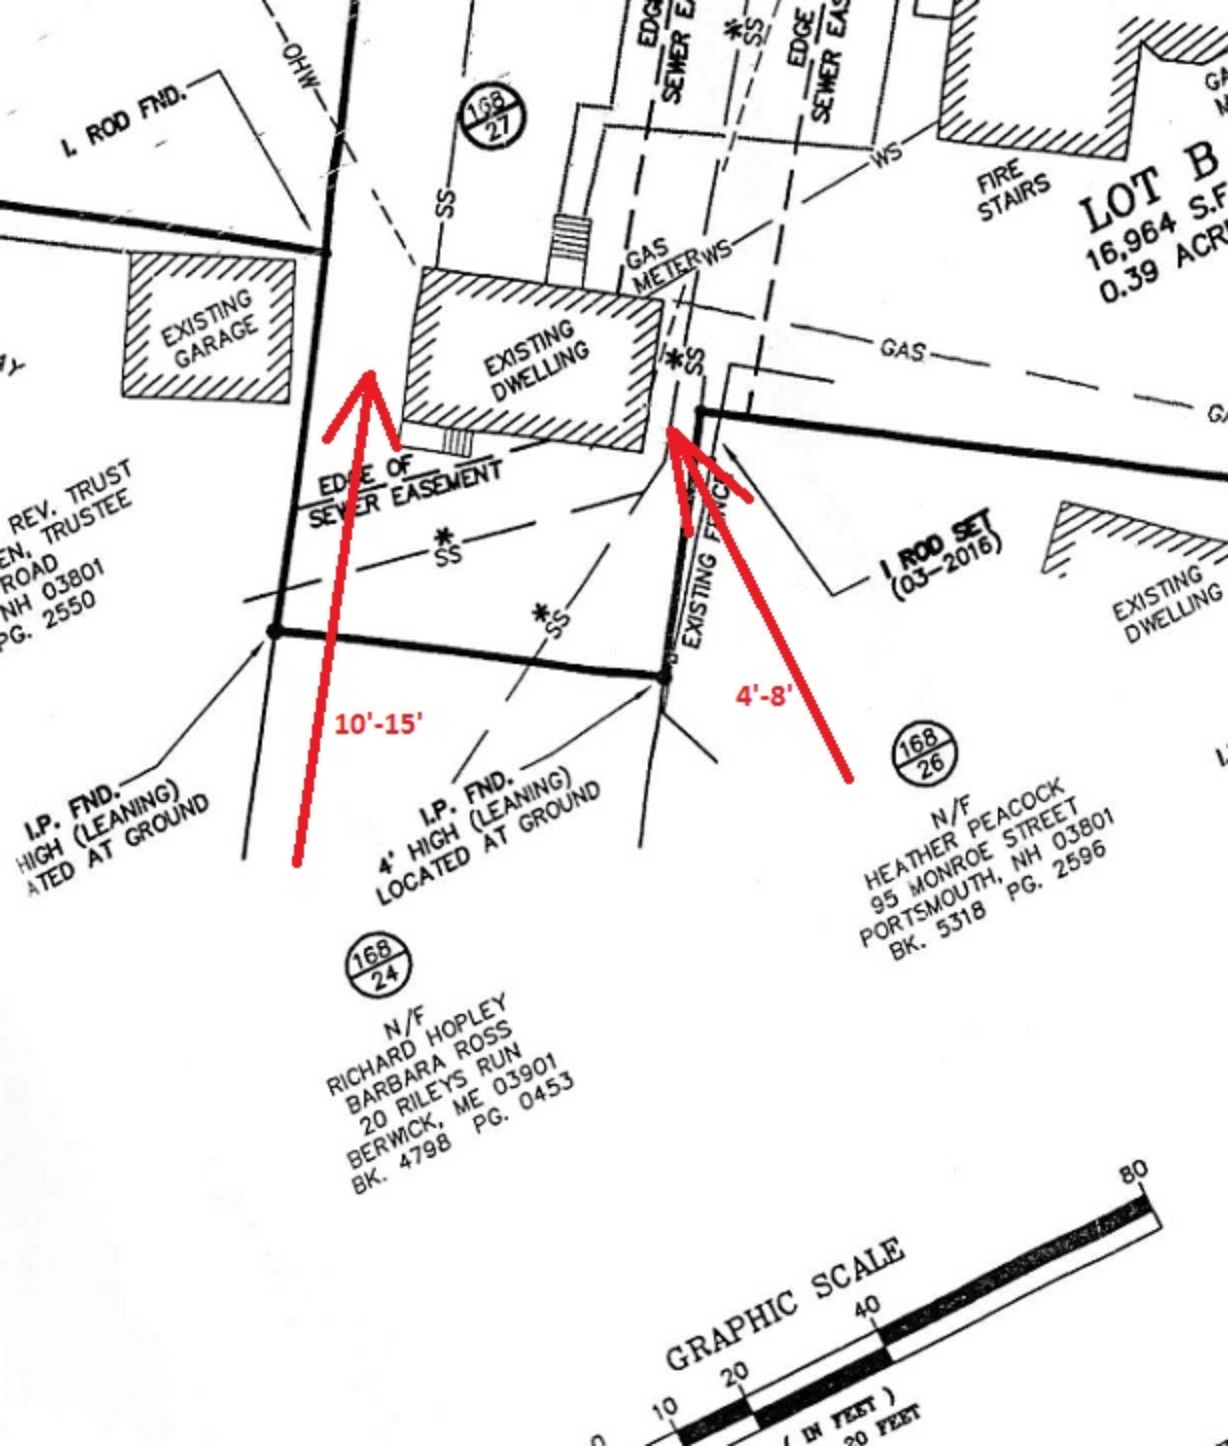 EDGE
SEWER EA
*
SS
EDGE
SEWER EAS
OHW
I. ROD FND.
168
27
SS
WS
FIRE
STAIRS
LOT B
16,964 S.F
0.39 ACR
GAS
METER
WS
EXISTING
GARAGE
EXISTING
DWELLING
*
SS
GAS
EDGE OF
SEWER EASEMENT
*
SS
*
SS
EXISTING FENCE
I ROD SET
(03-2016)
EXISTING
DWELLING
REV. TRUST
EN, TRUSTEE
ROAD
NH 03801
PG. 2550
10'-15'
4'-8'
I.P. FND.
HIGH (LEANING)
ATED AT GROUND
I.P. FND.
4' HIGH (LEANING)
LOCATED AT GROUND
168
26
N/F
HEATHER PEACOCK
95 MONROE STREET
PORTSMOUTH, NH 03801
BK. 5318 PG. 2596
168
24
N/F
RICHARD HOPLEY
BARBARA ROSS
20 RILEYS RUN
BERWICK, ME 03901
BK. 4798 PG. 0453
GRAPHIC SCALE
0 10 20 40 80
( IN FEET )
20 FEET